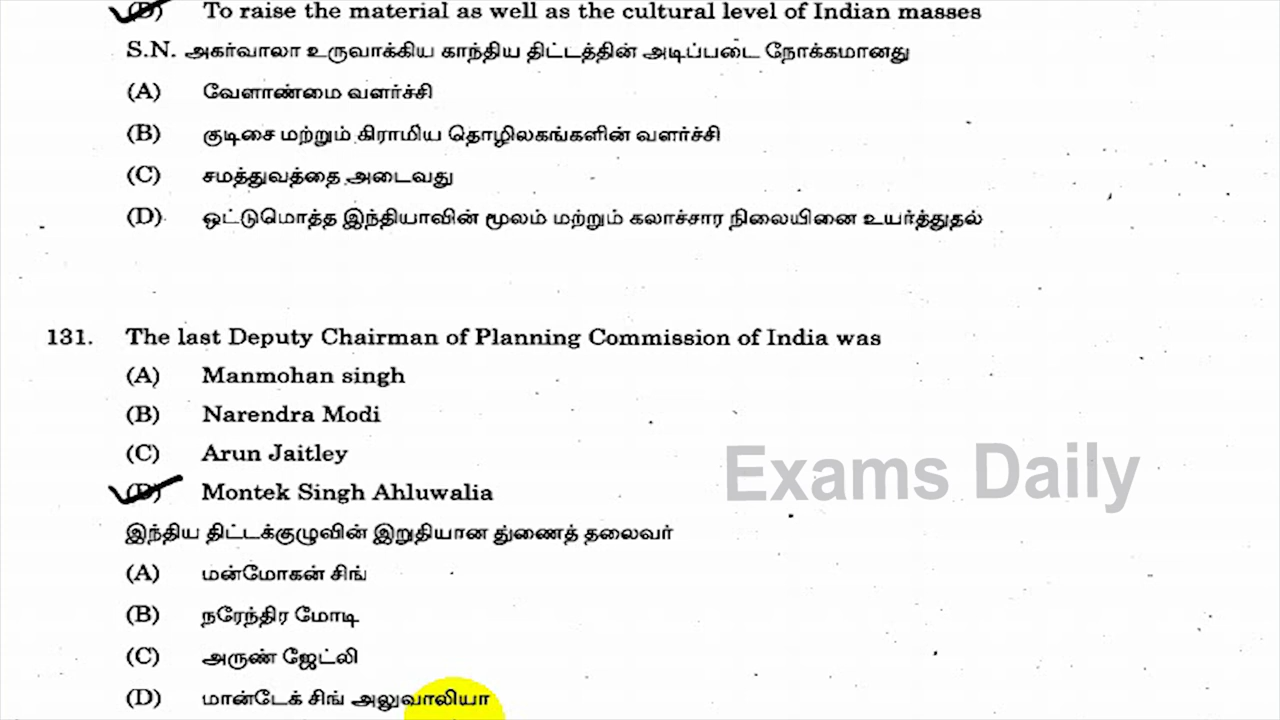 (D) To raise the material as well as the cultural level of Indian masses
S.N. அகர்வாலா உருவாக்கிய காந்திய திட்டத்தின் அடிப்படை நோக்கமானது
(A) வேளாண்மை வளர்ச்சி
(B) குடிசை மற்றும் கிராமிய தொழிலகங்களின் வளர்ச்சி
(C) சமத்துவத்தை அடைவது
(D) ஒட்டுமொத்த இந்தியாவின் மூலம் மற்றும் கலாச்சார நிலையினை உயர்த்துதல்
131. The last Deputy Chairman of Planning Commission of India was
(A) Manmohan singh
(B) Narendra Modi
(C) Arun Jaitley
(D) Montek Singh Ahluwalia
இந்திய திட்டக்குழுவின் இறுதியான துணைத் தலைவர்
(A) மன்மோகன் சிங்
(B) நரேந்திர மோடி
(C) அருண் ஜேட்லி
(D) மான்டேக் சிங் அலுவாலியா
Exams Daily